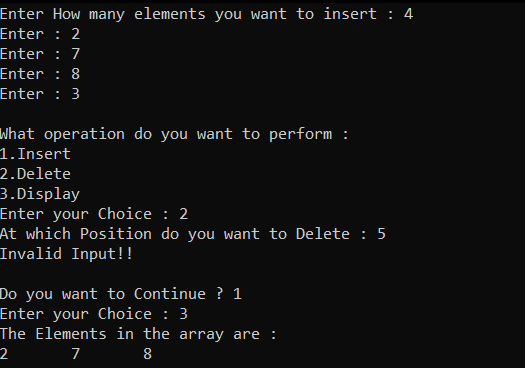 Enter How many elements you want to insert : 4
Enter : 2
Enter : 7
Enter : 8
Enter : 3
What operation do you want to perform :
1.Insert
2.Delete
3.Display
Enter your Choice : 2
At which Position do you want to Delete : 5
Invalid Input!!
Do you want to Continue ? 1
Enter your Choice : 3
The Elements in the array are :
2 7 8